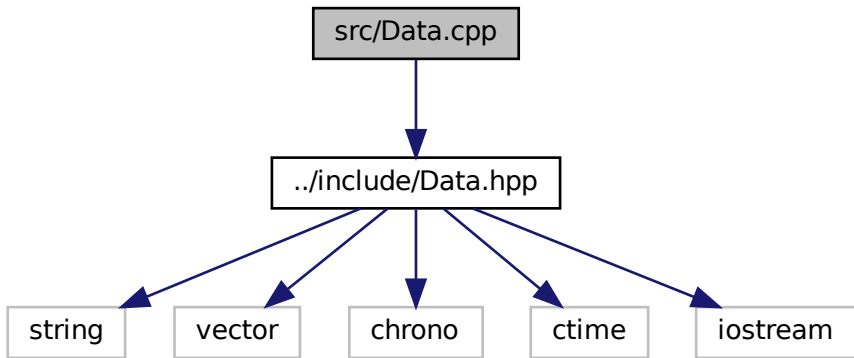 src/Data.cpp
../include/Data.hpp
string
vector
chrono
ctime
iostream